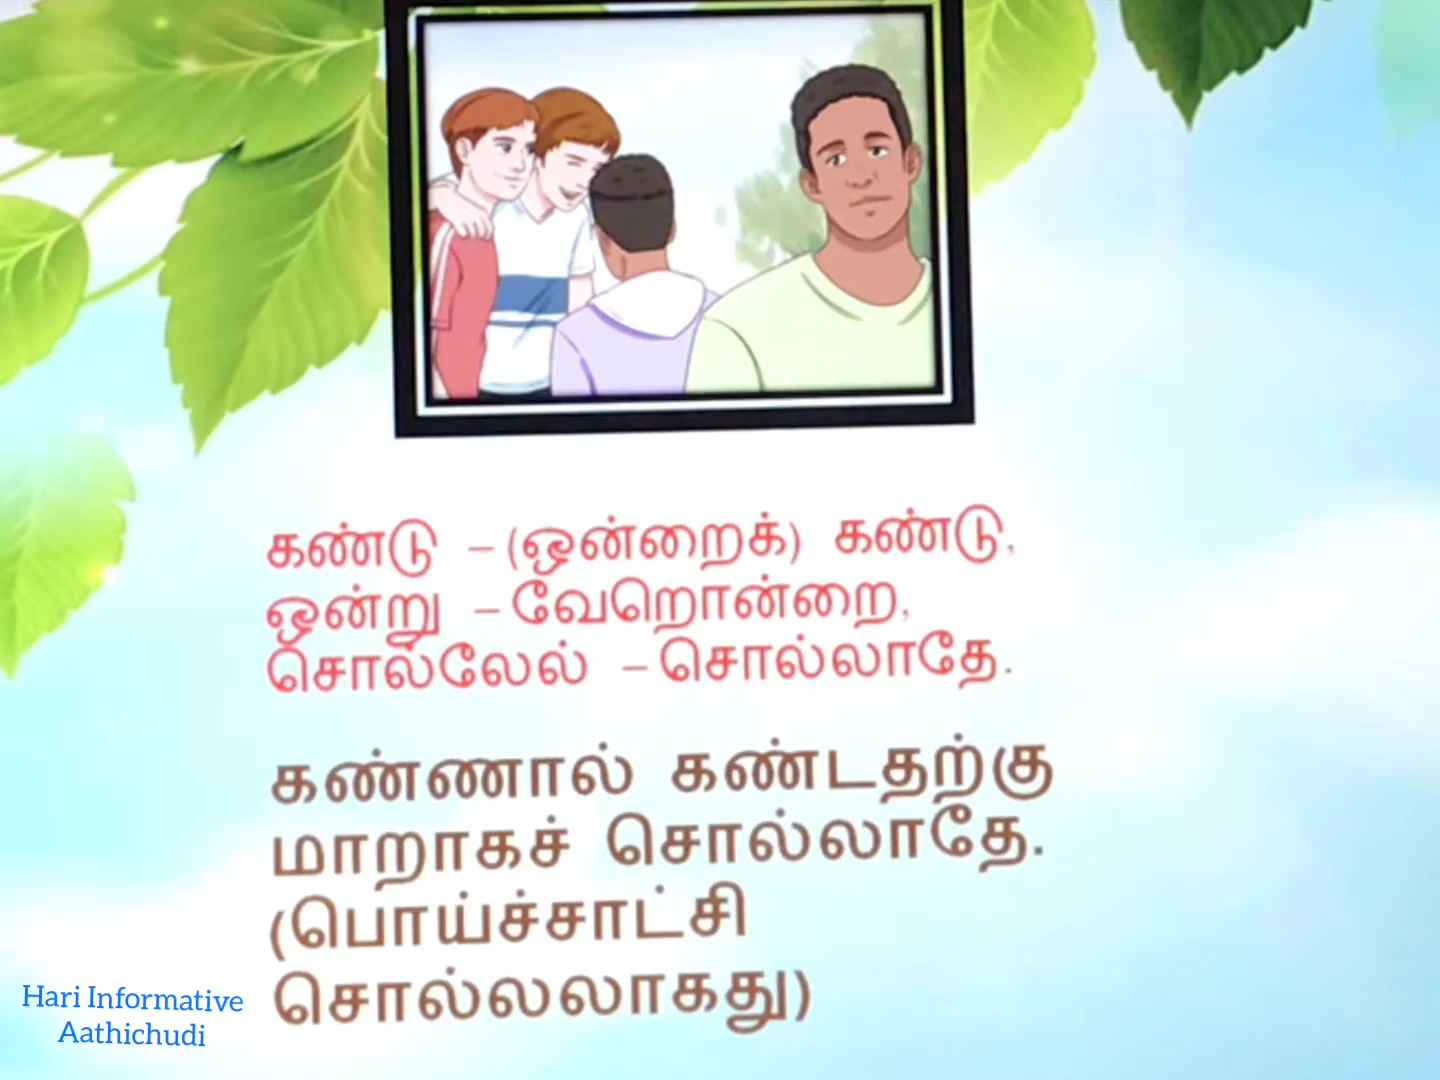 கண்டு – (ஒன்றைக்) கண்டு,
ஒன்று – வேறொன்றை,
சொல்லேல் – சொல்லாதே.
கண்ணால் கண்டதற்கு
மாறாகச் சொல்லாதே.
(பொய்ச்சாட்சி
சொல்லலாகது)
Hari Informative
Aathichudi